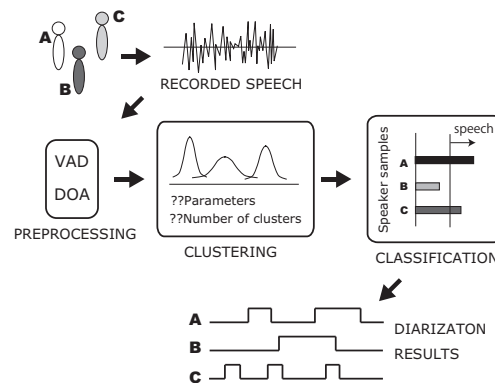 A
C
B
RECORDED SPEECH
VAD
DOA
PREPROCESSING
??Parameters
??Number of clusters
CLUSTERING
Speaker samples
speech
A
B
C
CLASSIFICATION
A
DIARIZATON
B
RESULTS
C